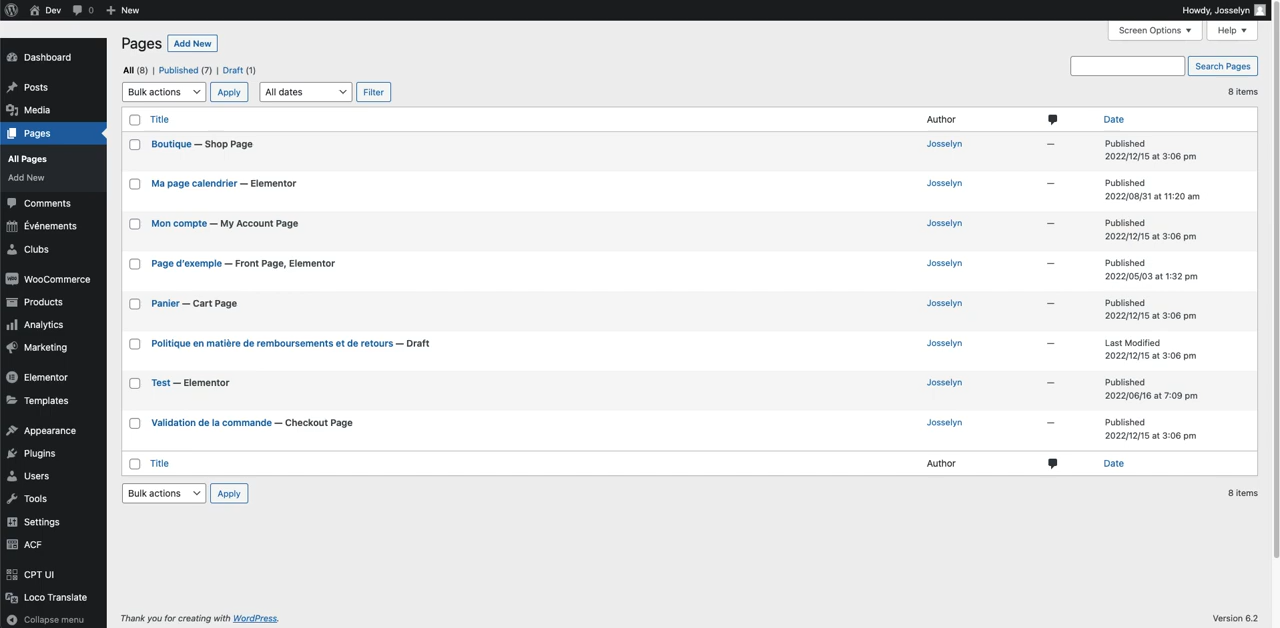 Dev 0 New Howdy, Josselyn
Screen Options Help
Pages Add New
All (8) | Published (7) | Draft (1)
Search Pages
Bulk actions Apply All dates Filter 8 items
Title Author Date
Boutique — Shop Page Josselyn — Published
2022/12/15 at 3:06 pm
Ma page calendrier — Elementor Josselyn — Published
2022/08/31 at 11:20 am
Mon compte — My Account Page Josselyn — Published
2022/12/15 at 3:06 pm
Page d'exemple — Front Page, Elementor Josselyn — Published
2022/05/03 at 1:32 pm
Panier — Cart Page Josselyn — Published
2022/12/15 at 3:06 pm
Politique en matière de remboursements et de retours — Draft Josselyn — Last Modified
2022/12/15 at 3:06 pm
Test — Elementor Josselyn — Published
2022/06/16 at 7:09 pm
Validation de la commande — Checkout Page Josselyn — Published
2022/12/15 at 3:06 pm
Title Author Date
Bulk actions Apply 8 items
Dashboard
Posts
Media
Pages
All Pages
Add New
Comments
Événements
Clubs
WooCommerce
Products
Analytics
Marketing
Elementor
Templates
Appearance
Plugins
Users
Tools
Settings
ACF
CPT UI
Loco Translate
Collapse menu
Thank you for creating with WordPress. Version 6.2